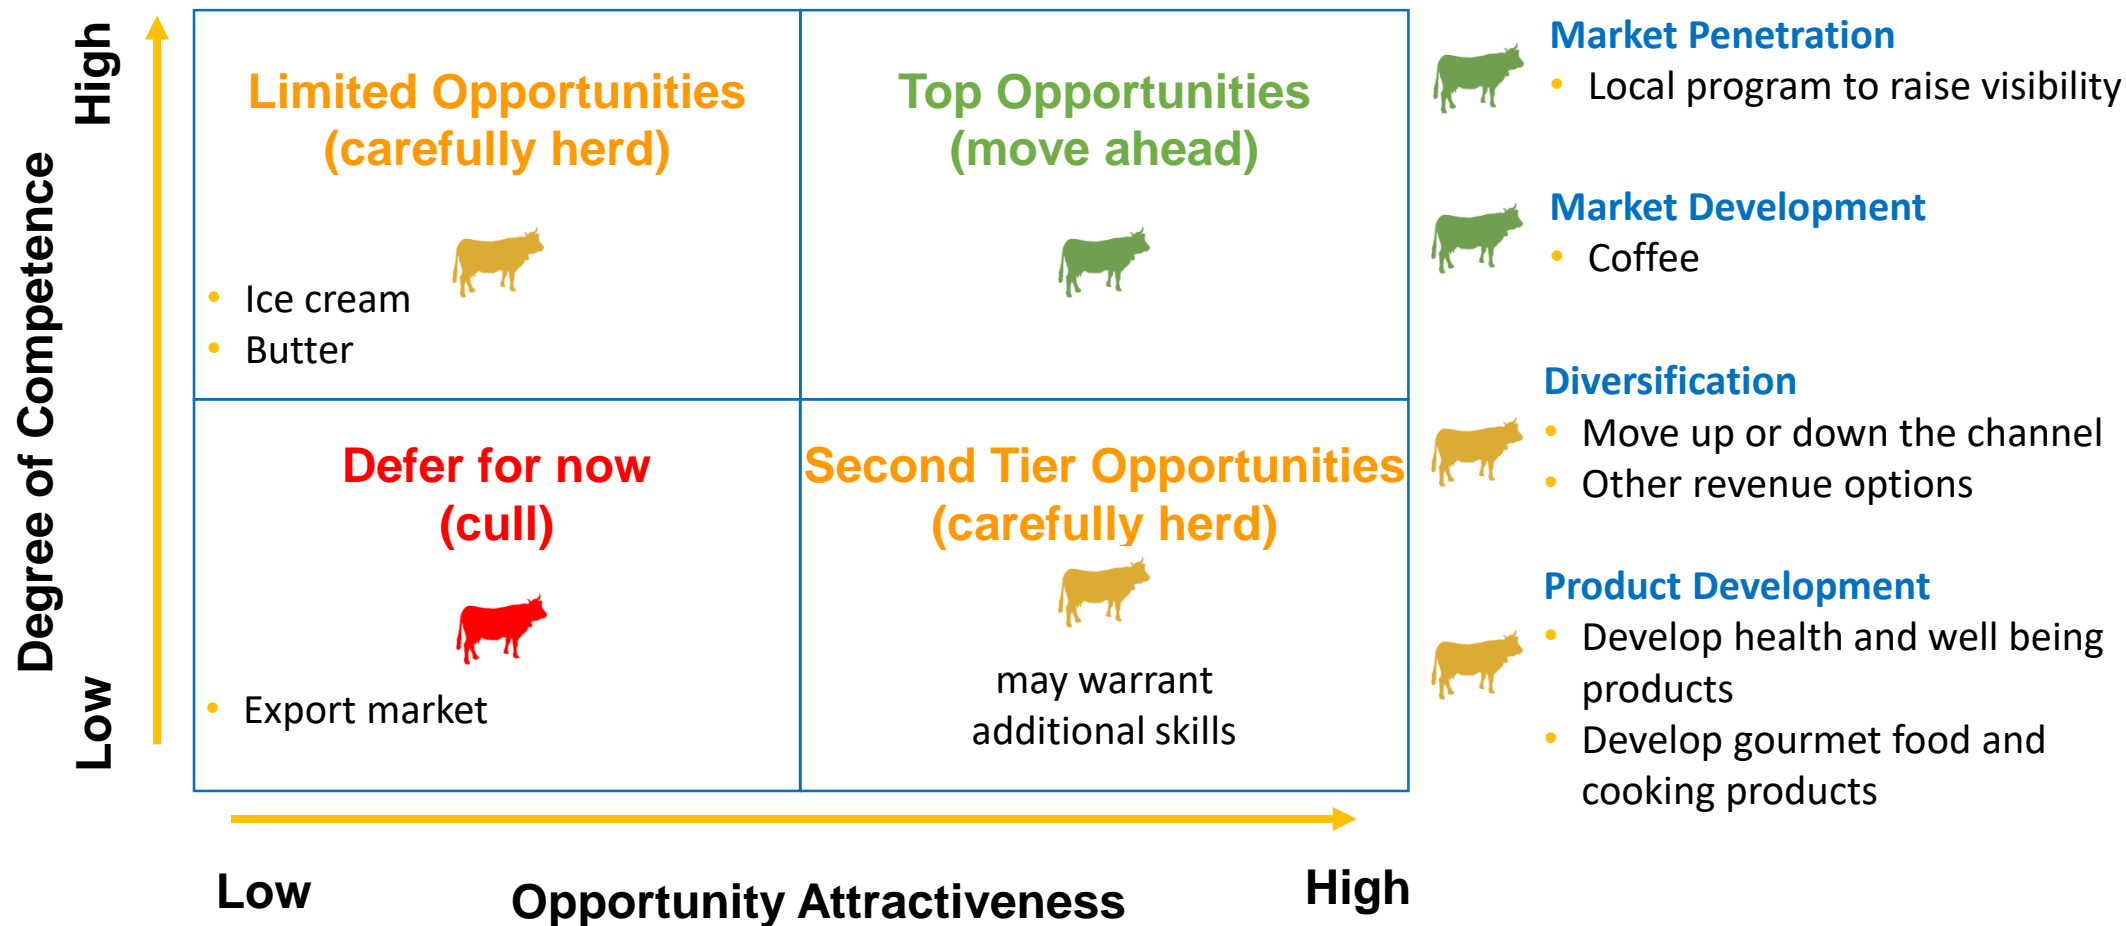 High
Degree of Competence
Low
Limited Opportunities
(carefully herd)
• Ice cream
• Butter
Top Opportunities
(move ahead)
Defer for now
(cull)
• Export market
Second Tier Opportunities
(carefully herd)
may warrant
additional skills
Low
Opportunity Attractiveness
High
Market Penetration
• Local program to raise visibility
Market Development
• Coffee
Diversification
• Move up or down the channel
• Other revenue options
Product Development
• Develop health and well being
products
• Develop gourmet food and
cooking products